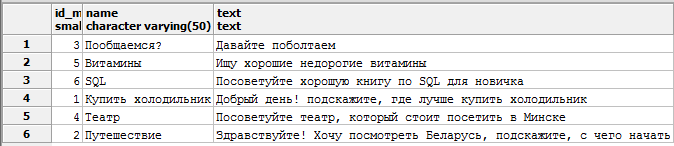 id_m name text
smal character varying(50) text
1 3 Пообщаемся? Давайте поболтаем
2 5 Витамины Ищу хорошие недорогие витамины
3 6 SQL Посоветуйте хорошую книгу по SQL для новичка
4 1 Купить холодильник Добрый день! подскажите, где лучше купить холодильник
5 4 Театр Посоветуйте театр, который стоит посетить в Минске
6 2 Путешествие Здравствуйте! Хочу посмотреть Беларусь, подскажите, с чего начать